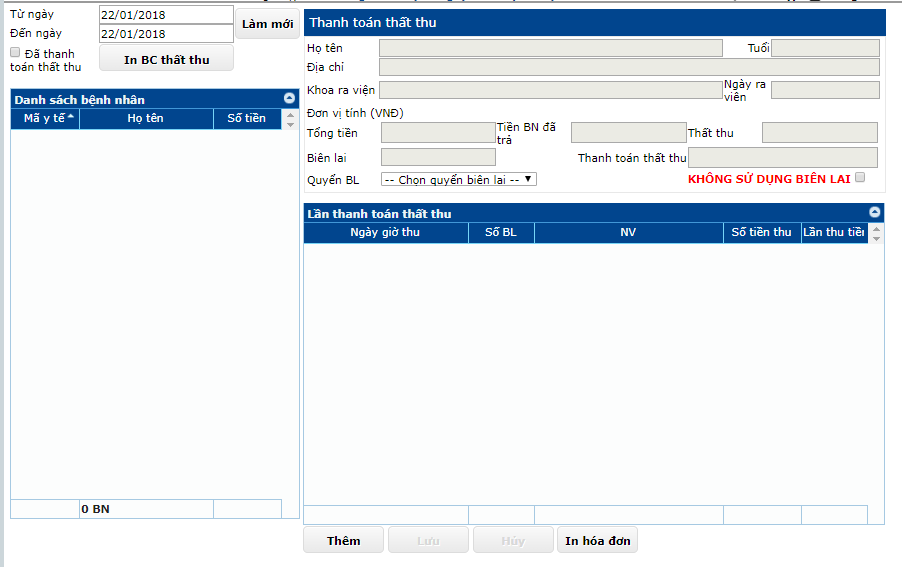 Từ ngày 22/01/2018
Đến ngày 22/01/2018
Làm mới
Đã thanh
toán thất thu
In BC thất thu
Danh sách bệnh nhân
Mã y tế Họ tên Số tiền
0 BN
Thanh toán thất thu
Họ tên Tuổi
Địa chỉ
Khoa ra viện Ngày ra
viên
Đơn vị tính (VNĐ)
Tổng tiền Tiền BN đã
trả Thất thu
Biên lai Thanh toán thất thu
Quyển BL -- Chọn quyển biên lai -- KHÔNG SỬ DỤNG BIÊN LAI
Lần thanh toán thất thu
Ngày giờ thu Số BL NV Số tiền thu Lần thu tiền
Thêm Lưu Hủy In hóa đơn